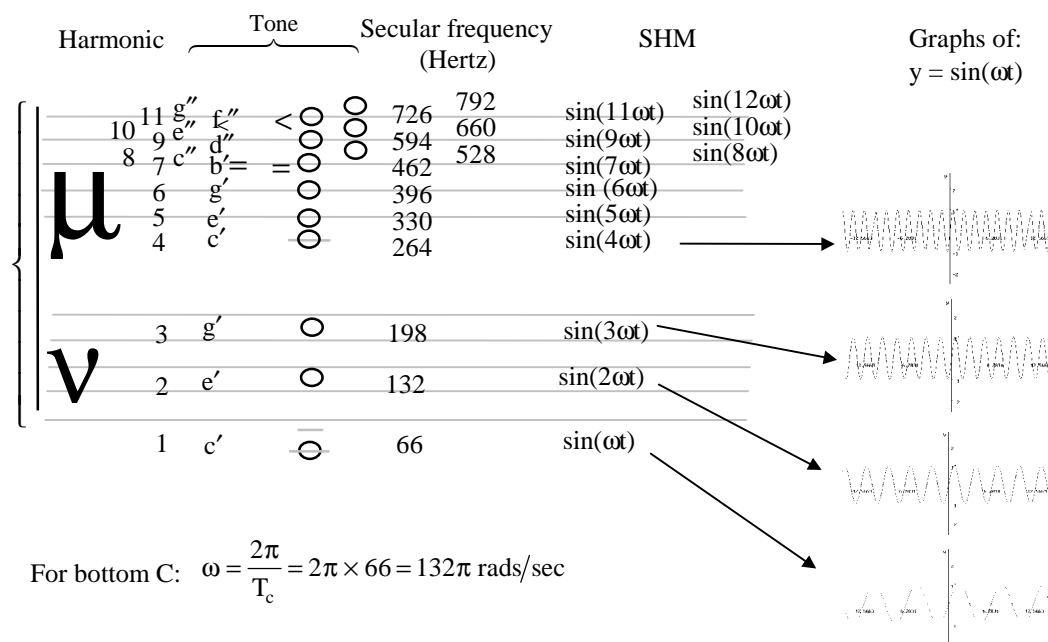 Harmonic Tone Secular frequency (Hertz) SHM Graphs of:
y = sin(ωt)
12 g″ 792 sin(12ωt)
11 f″ < < 726 sin(11ωt)
10 e″ 660 sin(10ωt)
9 d″ 594 sin(9ωt)
8 c″ 528 sin(8ωt)
7 b′= = 462 sin(7ωt)
6 g′ 396 sin (6ωt)
μ 5 e′ 330 sin(5ωt)
4 c′ 264 sin(4ωt)
3 g′ 198 sin(3ωt)
ν 2 e′ 132 sin(2ωt)
1 c′ 66 sin(ωt)
For bottom C: ω = 2π/T_c = 2π × 66 = 132π rads/sec